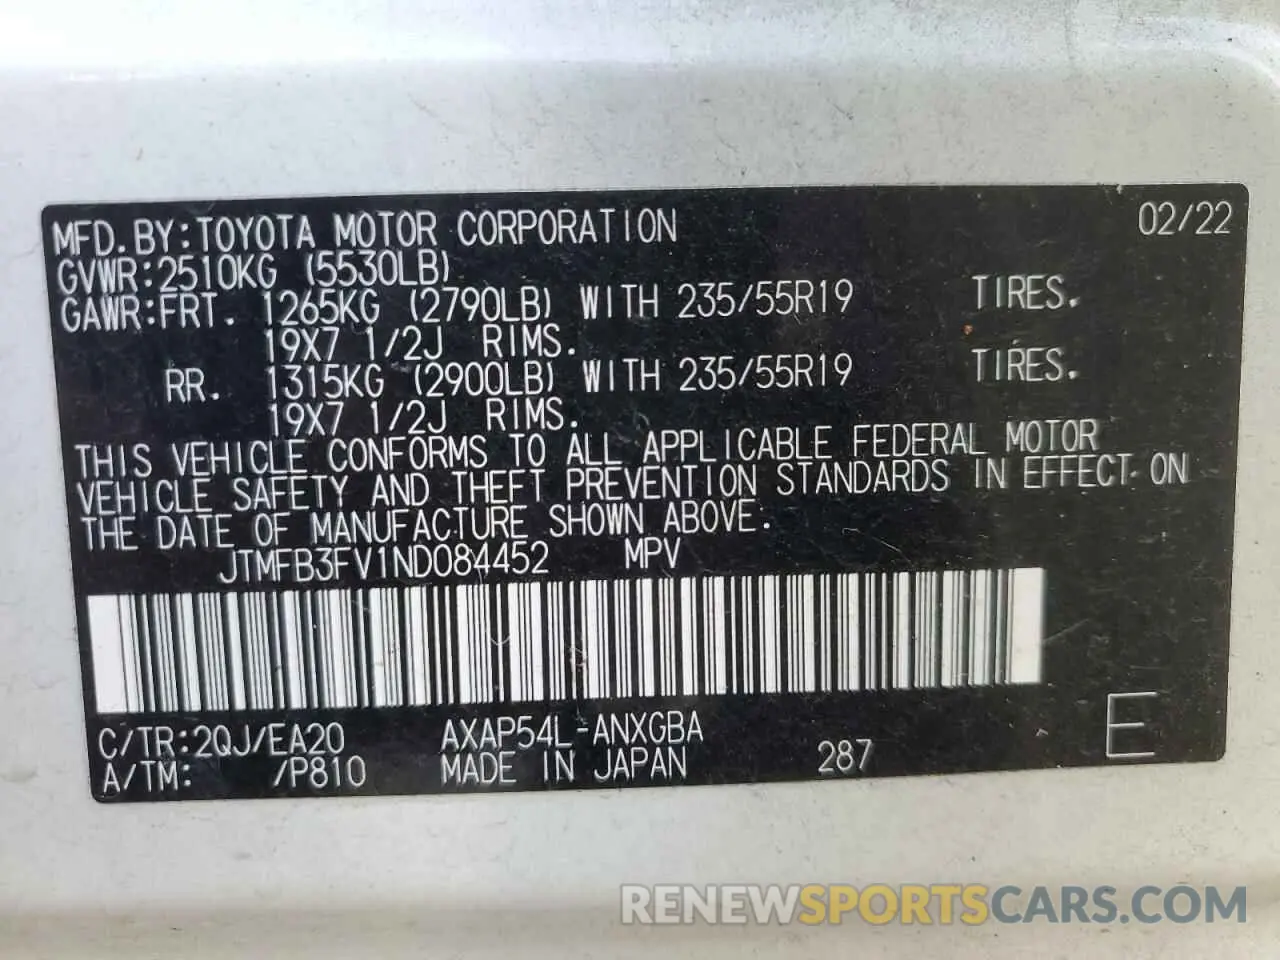 MFD. BY: TOYOTA MOTOR CORPORATION 02/22
GVWR: 2510KG (5530LB)
GAWR: FRT. 1265KG (2790LB) WITH 235/55R19 TIRES.
19X7 1/2J RIMS.
RR. 1315KG (2900LB) WITH 235/55R19 TIRES.
19X7 1/2J RIMS.
THIS VEHICLE CONFORMS TO ALL APPLICABLE FEDERAL MOTOR
VEHICLE SAFETY AND THEFT PREVENTION STANDARDS IN EFFECT ON
THE DATE OF MANUFACTURE SHOWN ABOVE.
JTMFB3FV1ND084452 MPV
C/TR: 2QJ/EA20 AXAP54L-ANXGBA
A/TM: /P810 MADE IN JAPAN 287 E
RENEWSPORTSCARS.COM